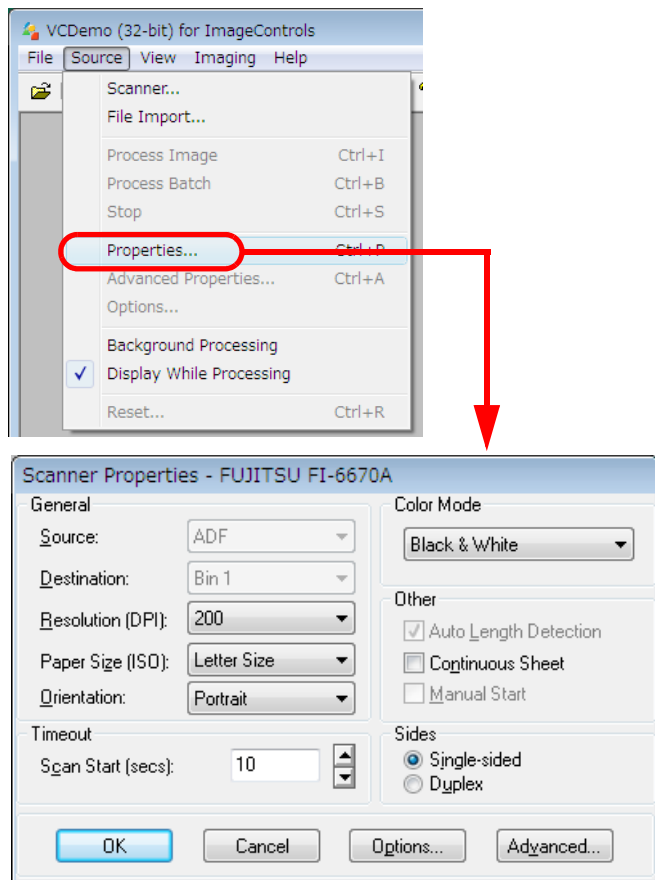 VCDemo (32-bit) for ImageControls
File Source View Imaging Help
Scanner...
File Import...
Process Image Ctrl+I
Process Batch Ctrl+B
Stop Ctrl+S
Properties... Ctrl+P
Advanced Properties... Ctrl+A
Options...
Background Processing
Display While Processing
Reset... Ctrl+R
Scanner Properties - FUJITSU FI-6670A
General
Source: ADF
Destination: Bin 1
Resolution (DPI): 200
Paper Size (ISO): Letter Size
Orientation: Portrait
Timeout
Scan Start (secs): 10
Color Mode
Black & White
Other
Auto Length Detection
Continuous Sheet
Manual Start
Sides
Single-sided
Duplex
OK Cancel Options... Advanced...